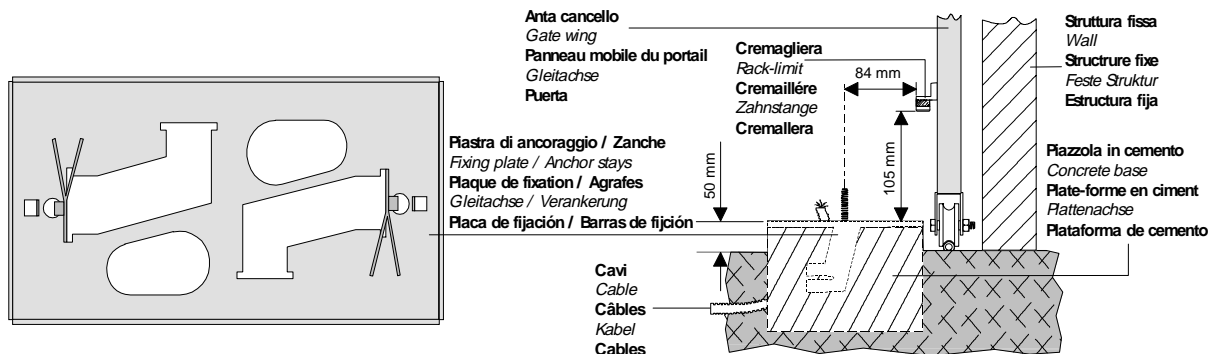 Anta cancello
Gate wing
Panneau mobile du portail
Gleitachse
Puerta
Cremagliera
Rack-limit
Cremaillére
Zahnstange
Cremallera
84 mm
Struttura fissa
Wall
Structrure fixe
Feste Struktur
Estructura fija
Piastra di ancoraggio / Zanche
Fixing plate / Anchor stays
Plaque de fixation / Agrafes
Gleitachse / Verankerung
Placa de fijación / Barras de fijción
50 mm
105 mm
Piazzola in cemento
Concrete base
Plate-forme en ciment
Plattenachse
Plataforma de cemento
Cavi
Cable
Câbles
Kabel
Cables